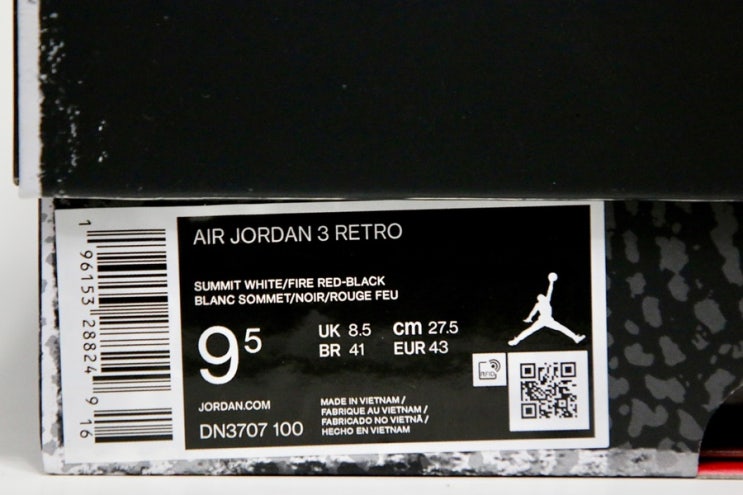 AIR JORDAN 3 RETRO
SUMMIT WHITE/FIRE RED-BLACK
BLANC SOMMET/NOIR/ROUGE FEU
9⁵
UK 8.5 cm 27.5
BR 41 EUR 43
RFID
JORDAN.COM
DN3707 100
MADE IN VIETNAM /
FABRIQUE AU VIETNAM /
FABRICADO NO VIETNÃ /
HECHO EN VIETNAM
1 96153 28824 9 16